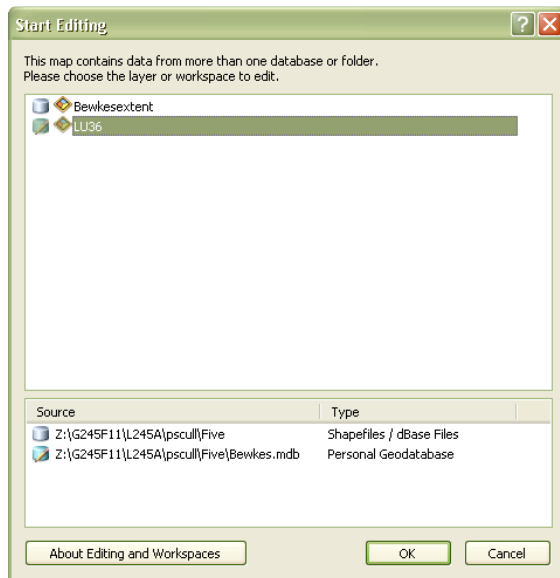 Start Editing
This map contains data from more than one database or folder.
Please choose the layer or workspace to edit.
Bewkesextent
LU36
Source Type
Z:\G245F11\L245A\pscull\Five Shapefiles / dBase Files
Z:\G245F11\L245A\pscull\Five\Bewkes.mdb Personal Geodatabase
About Editing and Workspaces OK Cancel